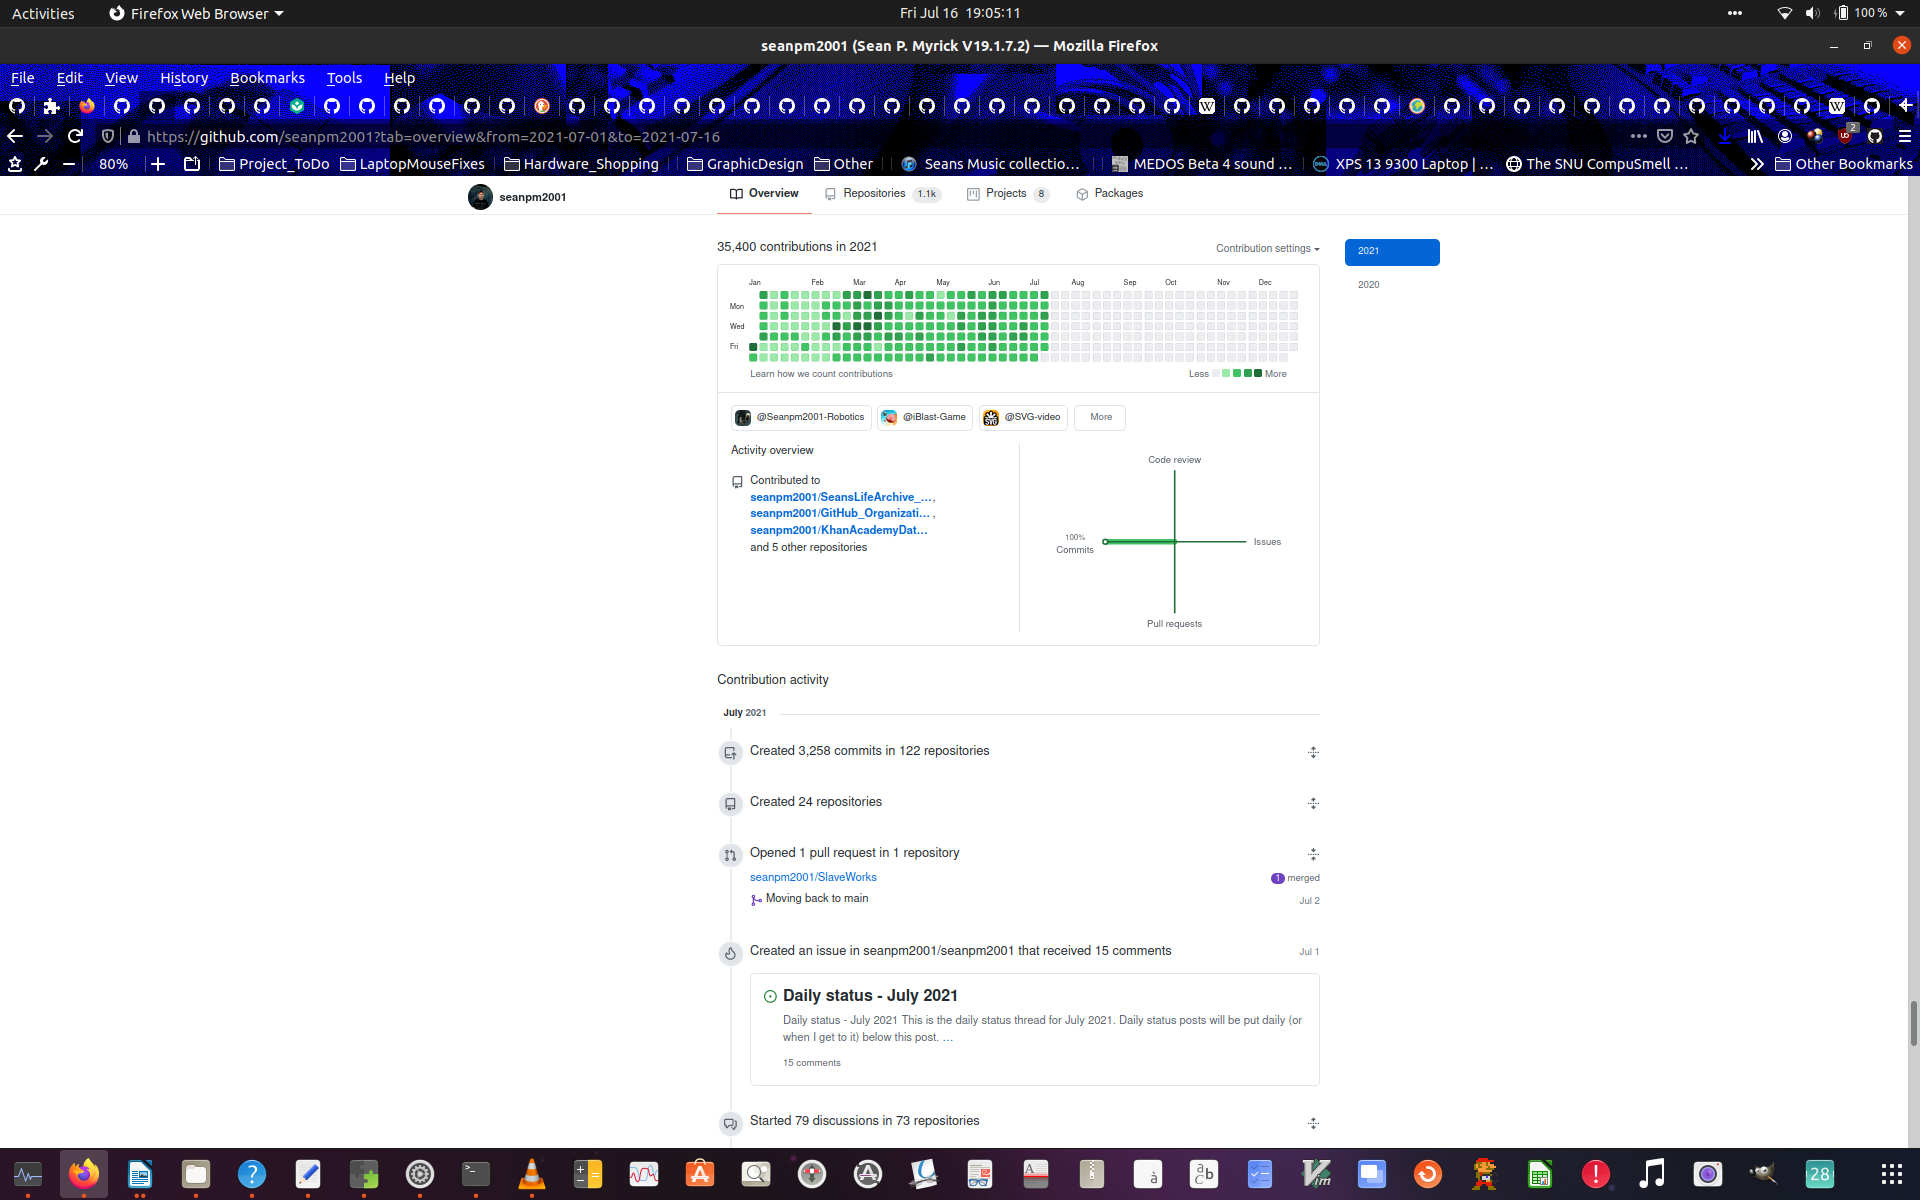 Activities
Firefox Web Browser
Fri Jul 16 19:05:11
100 %
seanpm2001 (Sean P. Myrick V19.1.7.2) — Mozilla Firefox
File Edit View History Bookmarks Tools Help
https://github.com/seanpm2001?tab=overview&from=2021-07-01&to=2021-07-16
2
80%
Project_ToDo
LaptopMouseFixes
Hardware_Shopping
GraphicDesign
Other
Seans Music collectio...
MEDOS Beta 4 sound ...
XPS 13 9300 Laptop | ...
The SNU CompuSmell ...
Other Bookmarks
seanpm2001
Overview
Repositories 1.1k
Projects 8
Packages
35,400 contributions in 2021
Contribution settings
2021
2020
Jan Feb Mar Apr May Jun Jul Aug Sep Oct Nov Dec
Mon
Wed
Fri
Learn how we count contributions
Less More
@Seanpm2001-Robotics
@iBlast-Game
@SVG-video
More
Activity overview
Contributed to
seanpm2001/SeansLifeArchive_...,
seanpm2001/GitHub_Organizati... ,
seanpm2001/KhanAcademyDat...
and 5 other repositories
Code review
100%
Commits
Issues
Pull requests
Contribution activity
July 2021
Created 3,258 commits in 122 repositories
Created 24 repositories
Opened 1 pull request in 1 repository
seanpm2001/SlaveWorks
1 merged
Moving back to main
Jul 2
Created an issue in seanpm2001/seanpm2001 that received 15 comments
Jul 1
Daily status - July 2021
Daily status - July 2021 This is the daily status thread for July 2021. Daily status posts will be put daily (or
when I get to it) below this post. ...
15 comments
Started 79 discussions in 73 repositories
28